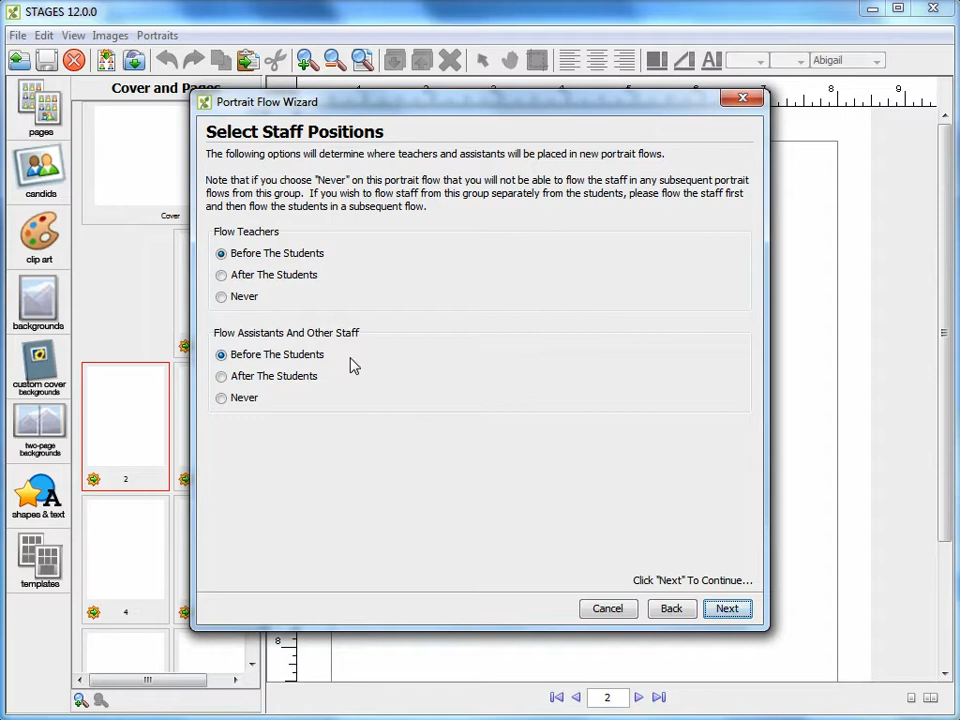 STAGES 12.0.0
File Edit View Images Portraits
Abigail
pages
candids
clip art
backgrounds
custom cover
backgrounds
two-page
backgrounds
shapes & text
templates
Cover and Pages
Cover
2
4
8
9
8
Portrait Flow Wizard
Select Staff Positions
The following options will determine where teachers and assistants will be placed in new portrait flows.
Note that if you choose "Never" on this portrait flow that you will not be able to flow the staff in any subsequent portrait
flows from this group. If you wish to flow staff from this group separately from the students, please flow the staff first
and then flow the students in a subsequent flow.
Flow Teachers
Before The Students
After The Students
Never
Flow Assistants And Other Staff
Before The Students
After The Students
Never
Click "Next" To Continue...
Cancel Back Next
2